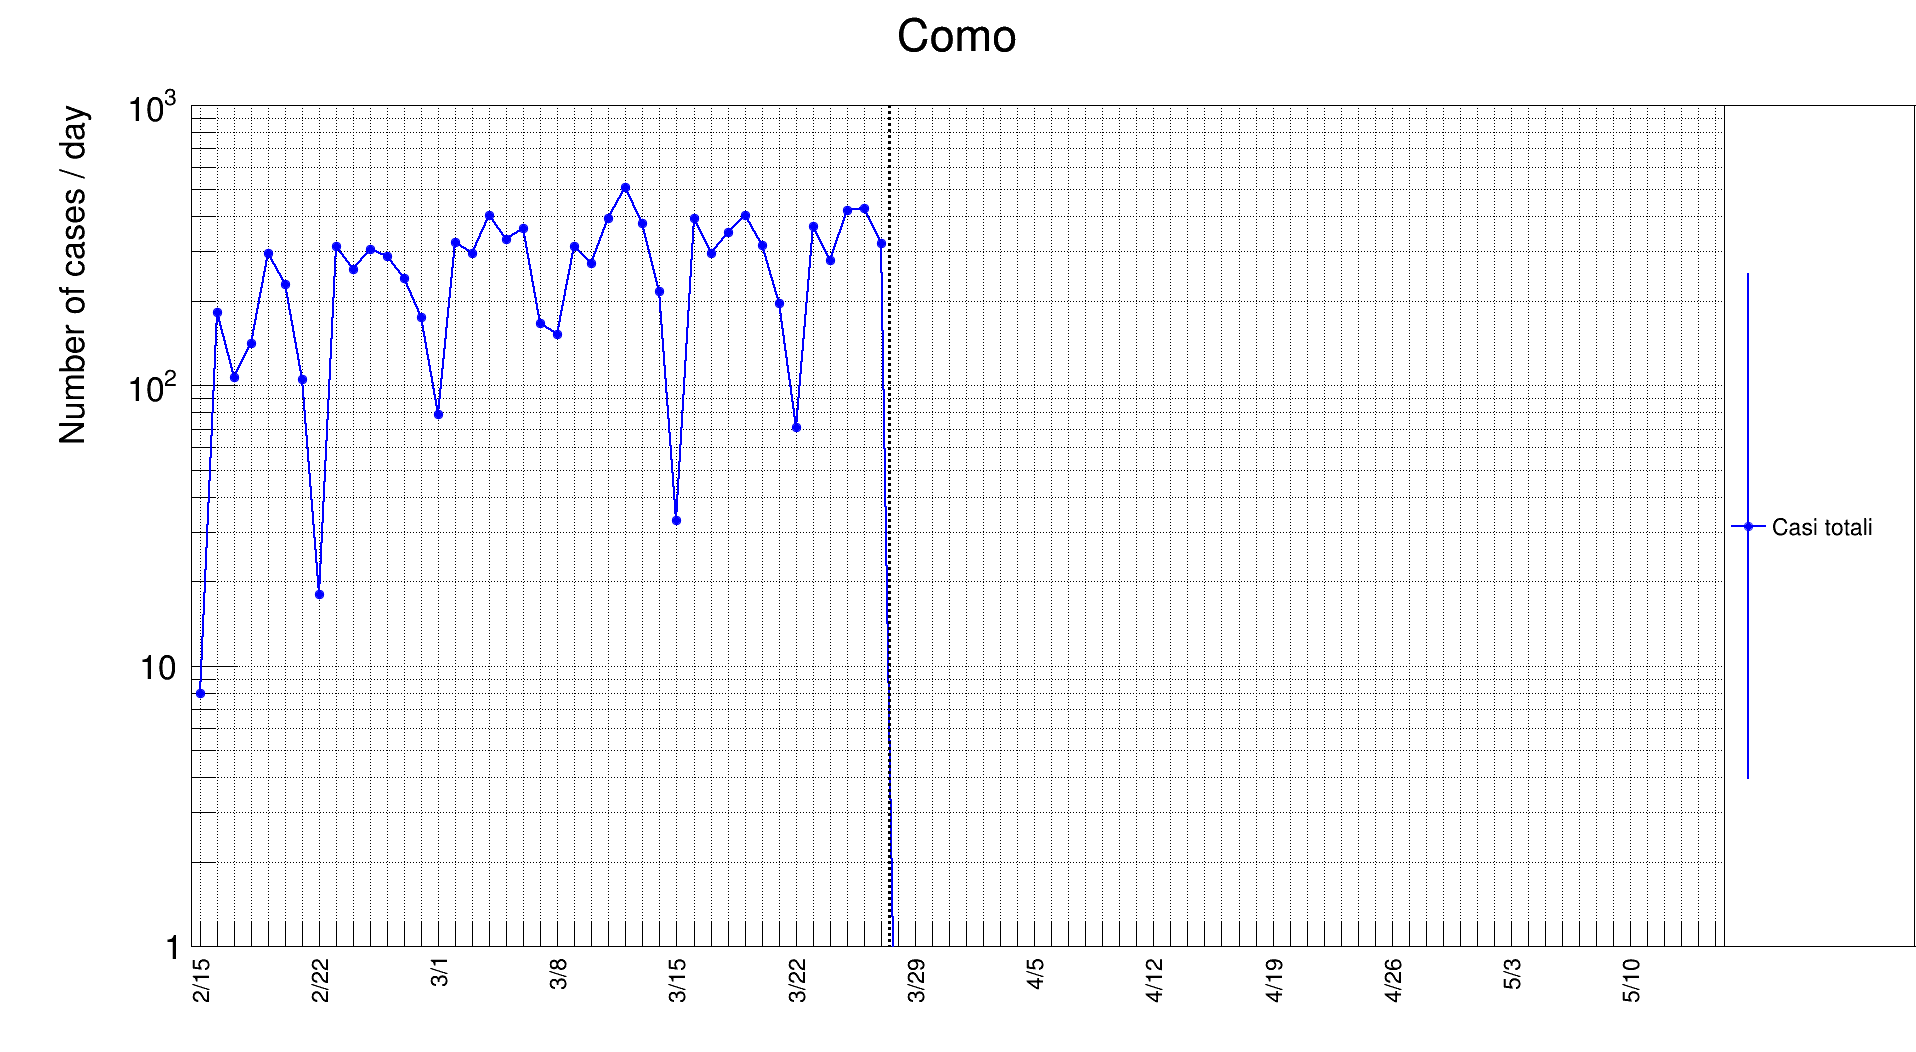 Como
Number of cases / day
10³
10²
10
1
2/15 2/22 3/1 3/8 3/15 3/22 3/29 4/5 4/12 4/19 4/26 5/3 5/10
Casi totali